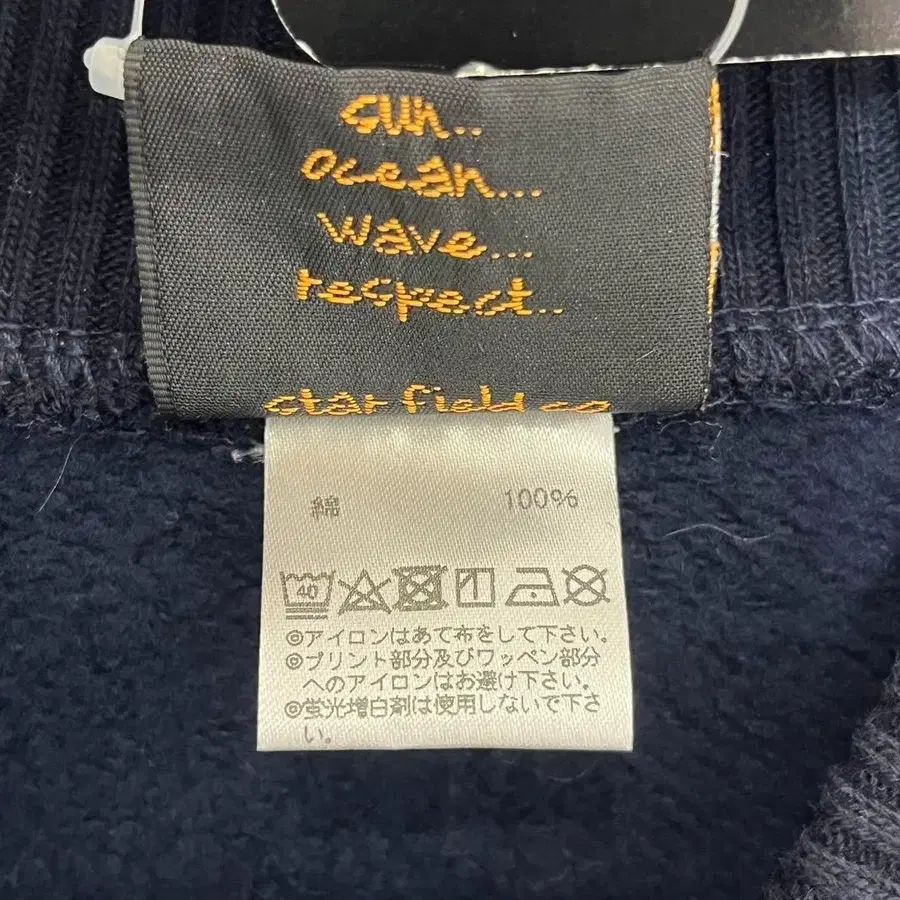 sun..
ocean...
wave...
respect..
star field co
綿 100%
40
◎アイロンはあて布をして下さい。
◎プリント部分及びワッペン部分
へのアイロンはお避け下さい。
◎蛍光増白剤は使用しないで下さ
い。